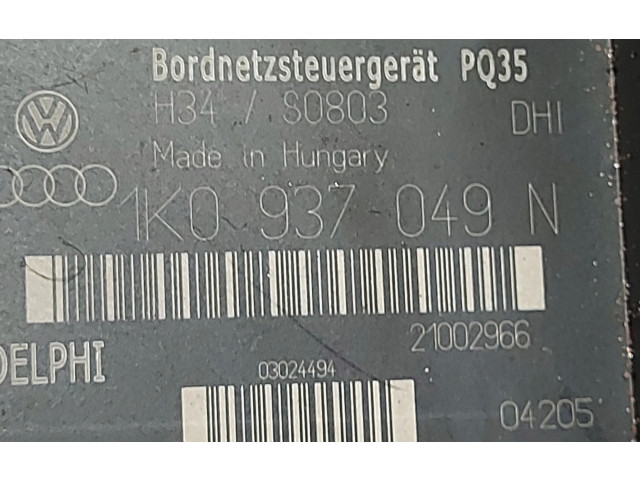 Bordnetzsteuergerät PQ35
H34 / S0803 DHI
Made in Hungary
1K0 937 049 N
21002966
DELPHI 03024494
04205